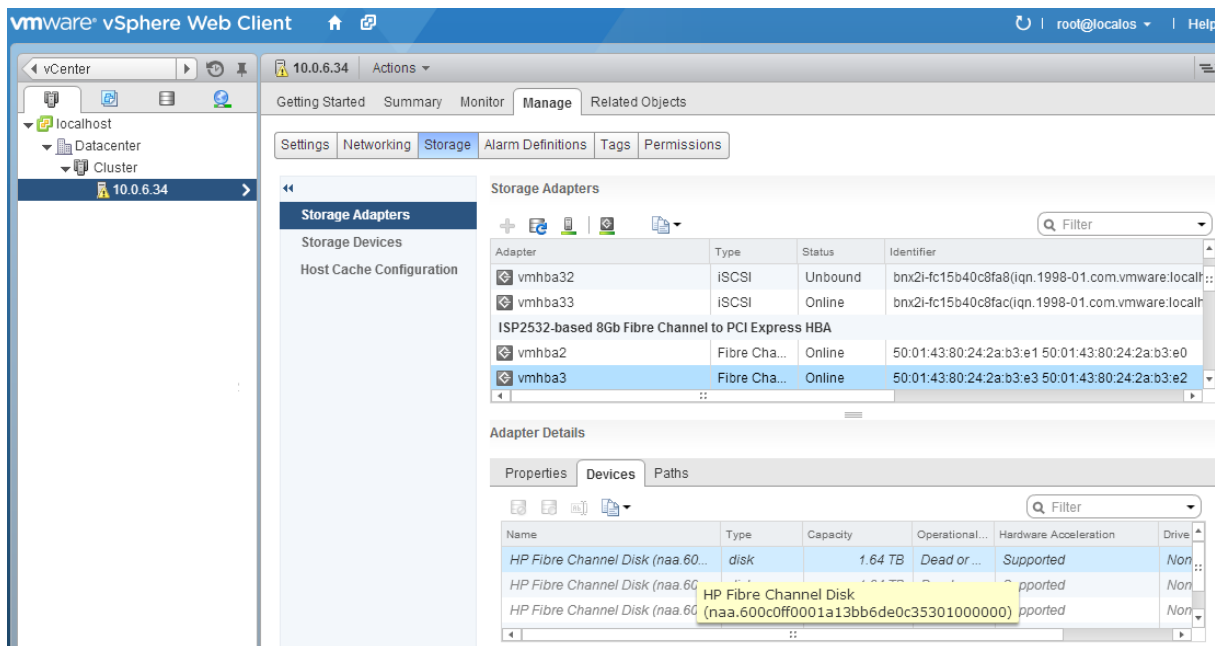 vmware® vSphere Web Client
root@localos
Help
vCenter
10.0.6.34 Actions
Getting Started Summary Monitor Manage Related Objects
localhost
Datacenter
Cluster
10.0.6.34
Settings Networking Storage Alarm Definitions Tags Permissions
Storage Adapters
Storage Devices
Host Cache Configuration
Storage Adapters
Filter
Adapter Type Status Identifier
vmhba32 iSCSI Unbound bnx2i-fc15b40c8fa8(iqn.1998-01.com.vmware:localh
vmhba33 iSCSI Online bnx2i-fc15b40c8fac(iqn.1998-01.com.vmware:localh
ISP2532-based 8Gb Fibre Channel to PCI Express HBA
vmhba2 Fibre Cha... Online 50:01:43:80:24:2a:b3:e1 50:01:43:80:24:2a:b3:e0
vmhba3 Fibre Cha... Online 50:01:43:80:24:2a:b3:e3 50:01:43:80:24:2a:b3:e2
Adapter Details
Properties Devices Paths
Filter
Name Type Capacity Operational... Hardware Acceleration Drive
HP Fibre Channel Disk (naa.60... disk 1.64 TB Dead or ... Supported Non
HP Fibre Channel Disk (naa.60 pported Non
HP Fibre Channel Disk (naa.60 pported Non
HP Fibre Channel Disk
(naa.600c0ff0001a13bb6de0c35301000000)